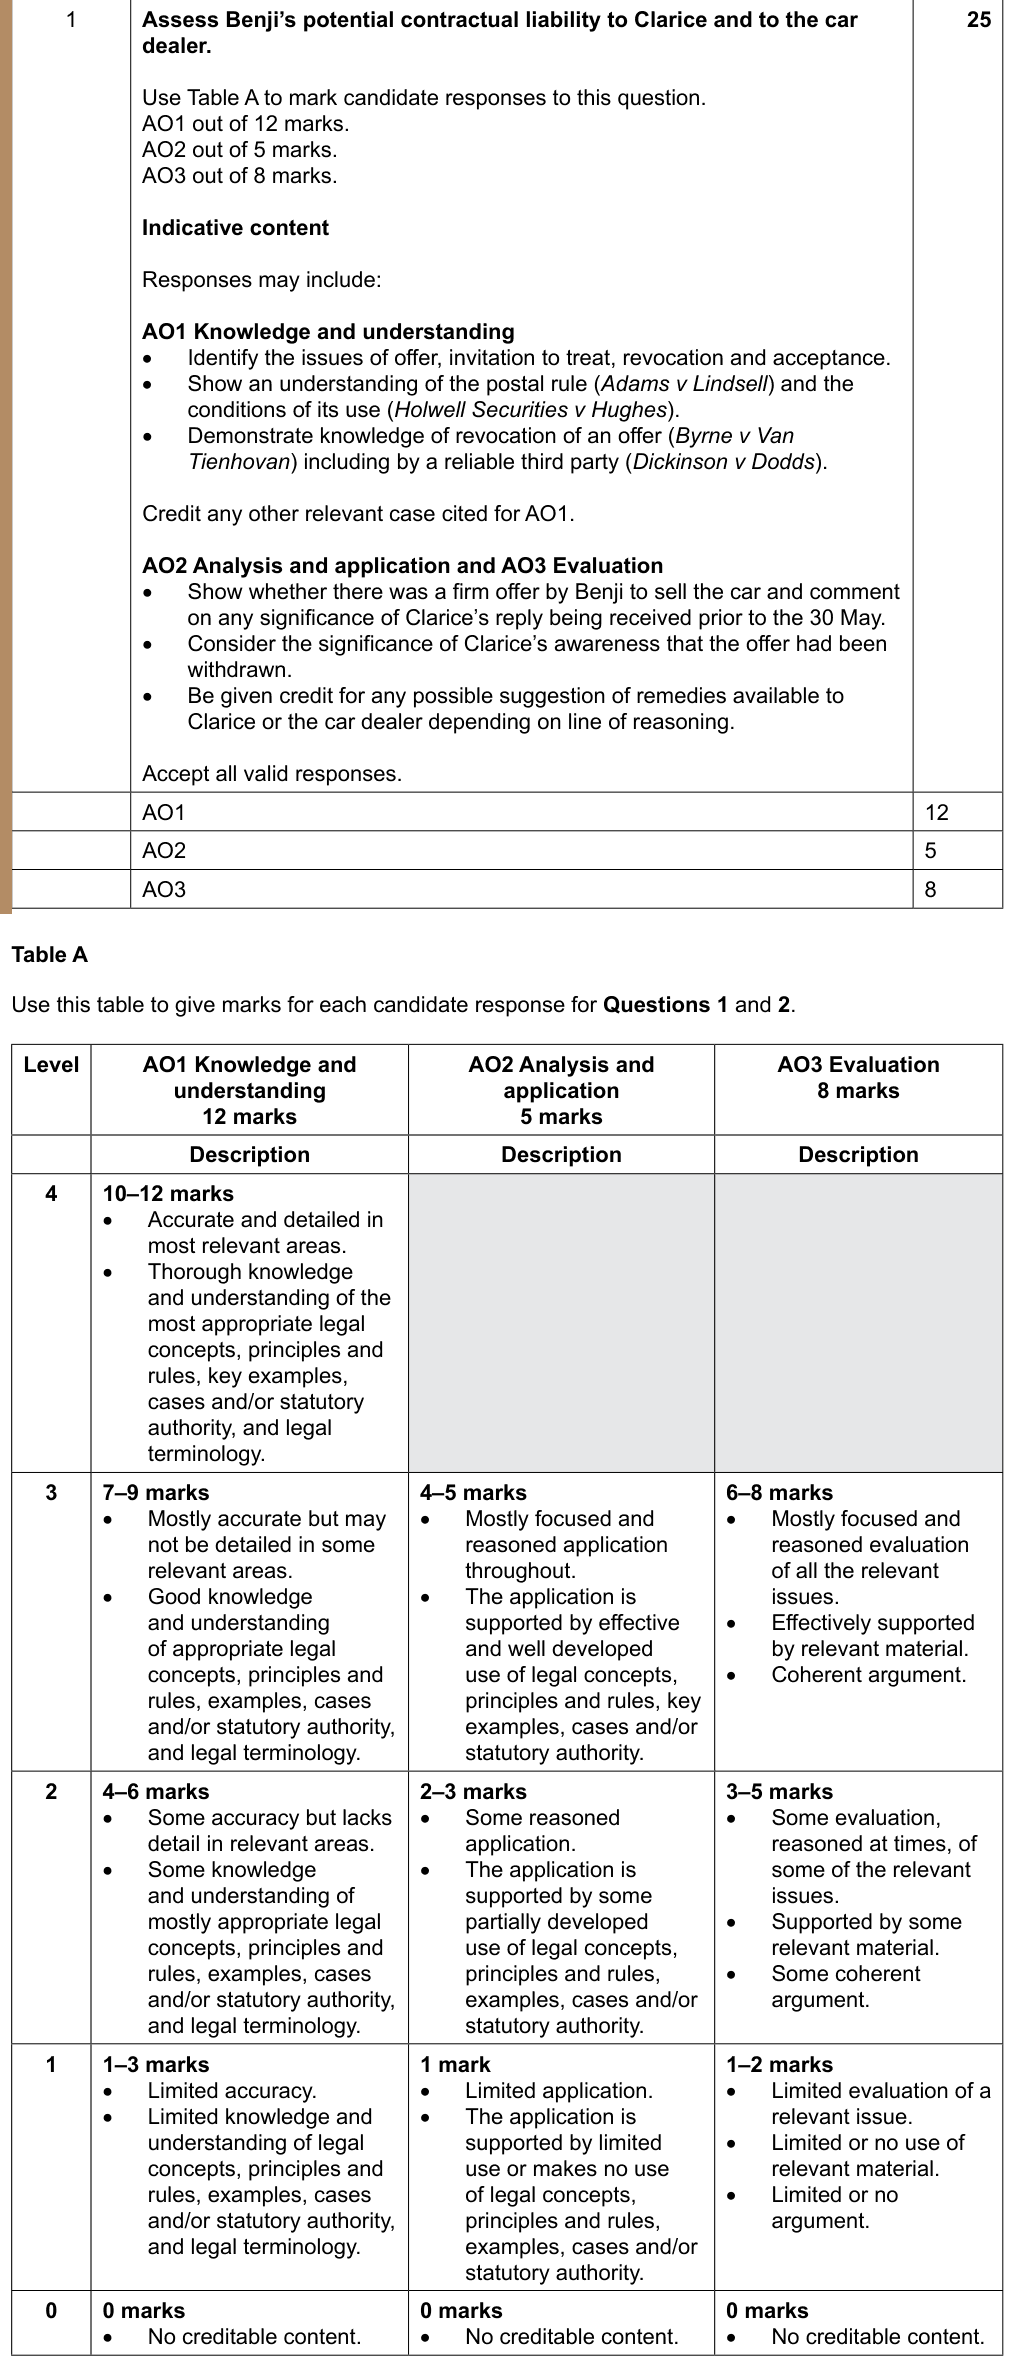 1
Assess Benji's potential contractual liability to Clarice and to the car
dealer.
25
Use Table A to mark candidate responses to this question.
AO1 out of 12 marks.
AO2 out of 5 marks.
AO3 out of 8 marks.
Indicative content
Responses may include:
AO1 Knowledge and understanding
• Identify the issues of offer, invitation to treat, revocation and acceptance.
• Show an understanding of the postal rule (Adams v Lindsell) and the
conditions of its use (Holwell Securities v Hughes).
• Demonstrate knowledge of revocation of an offer (Byrne v Van
Tienhovan) including by a reliable third party (Dickinson v Dodds).
Credit any other relevant case cited for AO1.
AO2 Analysis and application and AO3 Evaluation
• Show whether there was a firm offer by Benji to sell the car and comment
on any significance of Clarice's reply being received prior to the 30 May.
• Consider the significance of Clarice's awareness that the offer had been
withdrawn.
• Be given credit for any possible suggestion of remedies available to
Clarice or the car dealer depending on line of reasoning.
Accept all valid responses.
AO1 12
AO2 5
AO3 8
Table A
Use this table to give marks for each candidate response for Questions 1 and 2.
Level
AO1 Knowledge and
understanding
12 marks
AO2 Analysis and
application
5 marks
AO3 Evaluation
8 marks
Description
Description
Description
4
10–12 marks
• Accurate and detailed in
most relevant areas.
• Thorough knowledge
and understanding of the
most appropriate legal
concepts, principles and
rules, key examples,
cases and/or statutory
authority, and legal
terminology.
3
7–9 marks
• Mostly accurate but may
not be detailed in some
relevant areas.
• Good knowledge
and understanding
of appropriate legal
concepts, principles and
rules, examples, cases
and/or statutory authority,
and legal terminology.
4–5 marks
• Mostly focused and
reasoned application
throughout.
• The application is
supported by effective
and well developed
use of legal concepts,
principles and rules, key
examples, cases and/or
statutory authority.
6–8 marks
• Mostly focused and
reasoned evaluation
of all the relevant
issues.
• Effectively supported
by relevant material.
• Coherent argument.
2
4–6 marks
• Some accuracy but lacks
detail in relevant areas.
• Some knowledge
and understanding of
mostly appropriate legal
concepts, principles and
rules, examples, cases
and/or statutory authority,
and legal terminology.
2–3 marks
• Some reasoned
application.
• The application is
supported by some
partially developed
use of legal concepts,
principles and rules,
examples, cases and/or
statutory authority.
3–5 marks
• Some evaluation,
reasoned at times, of
some of the relevant
issues.
• Supported by some
relevant material.
• Some coherent
argument.
1
1–3 marks
• Limited accuracy.
• Limited knowledge and
understanding of legal
concepts, principles and
rules, examples, cases
and/or statutory authority,
and legal terminology.
1 mark
• Limited application.
• The application is
supported by limited
use or makes no use
of legal concepts,
principles and rules,
examples, cases and/or
statutory authority.
1–2 marks
• Limited evaluation of a
relevant issue.
• Limited or no use of
relevant material.
• Limited or no
argument.
0
0 marks
• No creditable content.
0 marks
• No creditable content.
0 marks
• No creditable content.